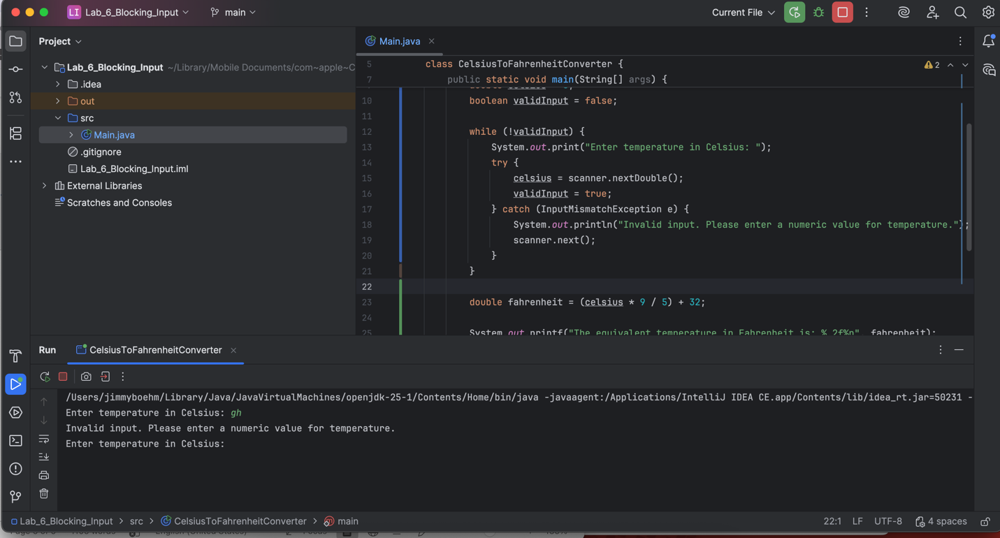 LI Lab_6_Blocking_Input main Current File
Project
Main.java
Lab_6_Blocking_Input ~/Library/Mobile Documents/com~apple~C
.idea
out
src
Main.java
.gitignore
Lab_6_Blocking_Input.iml
External Libraries
Scratches and Consoles
5 class CelsiusToFahrenheitConverter {
2
7 public static void main(String[] args) {
10 boolean validInput = false;
11
12 while (!validInput) {
13 System.out.print("Enter temperature in Celsius: ");
14 try {
15 celsius = scanner.nextDouble();
16 validInput = true;
17 } catch (InputMismatchException e) {
18 System.out.println("Invalid input. Please enter a numeric value for temperature.");
19 scanner.next();
20 }
21 }
22
23 double fahrenheit = (celsius * 9 / 5) + 32;
24
25 System.out.printf("The equivalent temperature in Fahrenheit is: %.2f%n", fahrenheit);
Run CelsiusToFahrenheitConverter
/Users/jimmyboehm/Library/Java/JavaVirtualMachines/openjdk-25-1/Contents/Home/bin/java -javaagent:/Applications/IntelliJ IDEA CE.app/Contents/lib/idea_rt.jar=50231 -
Enter temperature in Celsius: gh
Invalid input. Please enter a numeric value for temperature.
Enter temperature in Celsius:
Lab_6_Blocking_Input > src > CelsiusToFahrenheitConverter > main 22:1 LF UTF-8 4 spaces